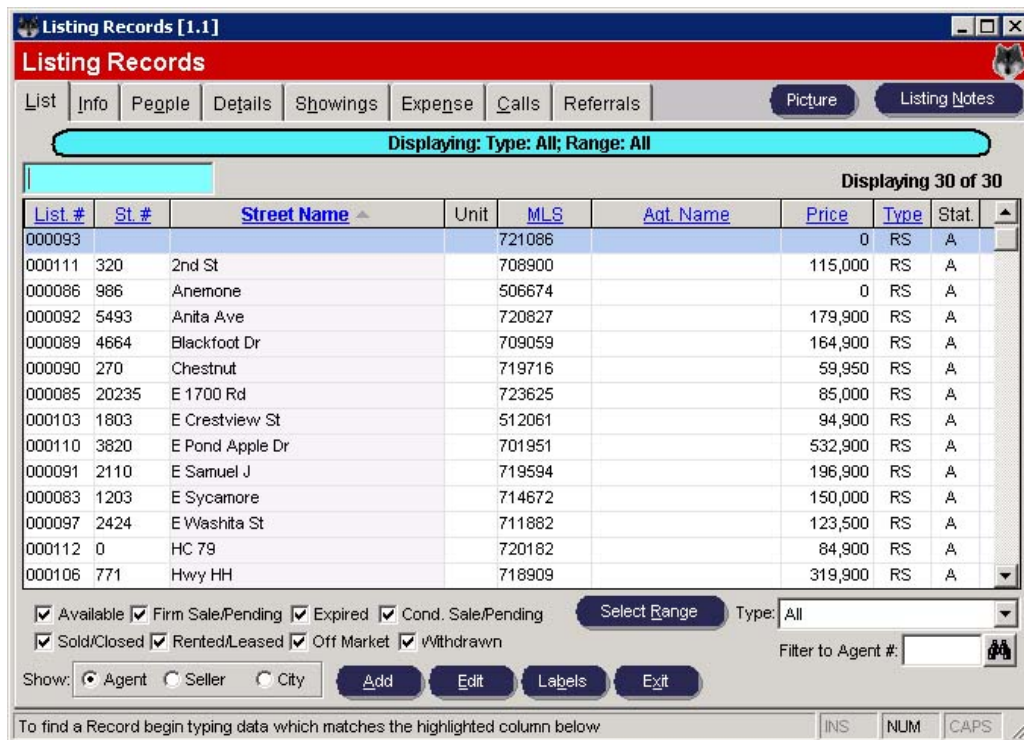 Listing Records [1.1]
Listing Records
List Info People Details Showings Expense Calls Referrals Picture Listing Notes
Displaying: Type: All; Range: All
Displaying 30 of 30
List. # St. # Street Name Unit MLS Agt. Name Price Type Stat.
000093 721086 0 RS A
000111 320 2nd St 708900 115,000 RS A
000086 986 Anemone 506674 0 RS A
000092 5493 Anita Ave 720827 179,900 RS A
000089 4664 Blackfoot Dr 709059 164,900 RS A
000090 270 Chestnut 719716 59,950 RS A
000085 20235 E 1700 Rd 723625 85,000 RS A
000103 1803 E Crestview St 512061 94,900 RS A
000110 3820 E Pond Apple Dr 701951 532,900 RS A
000091 2110 E Samuel J 719594 196,900 RS A
000083 1203 E Sycamore 714672 150,000 RS A
000097 2424 E Washita St 711882 123,500 RS A
000112 0 HC 79 720182 84,900 RS A
000106 771 Hwy HH 718909 319,900 RS A
Available Firm Sale/Pending Expired Cond. Sale/Pending Select Range Type: All
Sold/Closed Rented/Leased Off Market Withdrawn Filter to Agent #:
Show: Agent Seller City Add Edit Labels Exit
To find a Record begin typing data which matches the highlighted column below INS NUM CAPS